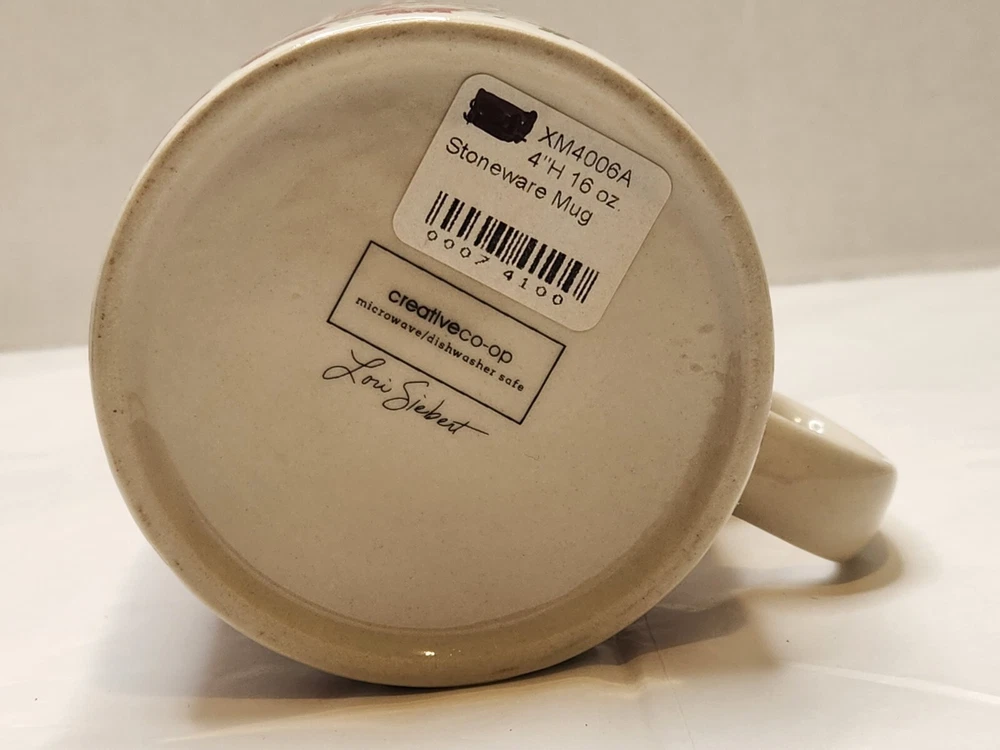 XM4006A
4"H 16 oz.
Stoneware Mug
0007 4100
creativeco-op
microwave/dishwasher safe
Lori Siebert